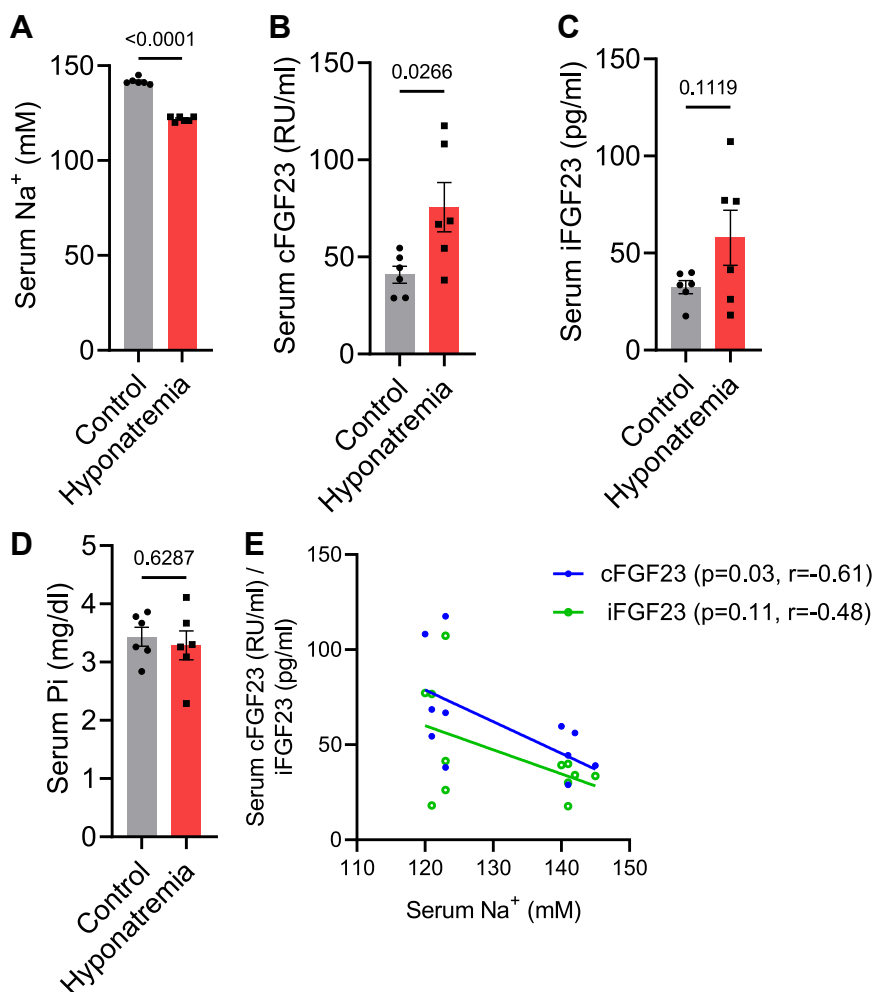 A
<0.0001
Serum Na⁺ (mM)
150
100
50
0
Control
Hyponatremia
B
0.0266
Serum cFGF23 (RU/ml)
150
100
50
0
Control
Hyponatremia
C
0.1119
Serum iFGF23 (pg/ml)
150
100
50
0
Control
Hyponatremia
D
0.6287
Serum Pi (mg/dl)
5
4
3
2
1
0
Control
Hyponatremia
E
Serum cFGF23 (RU/ml) /
iFGF23 (pg/ml)
150
100
50
0
110 120 130 140 150
Serum Na⁺ (mM)
cFGF23 (p=0.03, r=-0.61)
iFGF23 (p=0.11, r=-0.48)